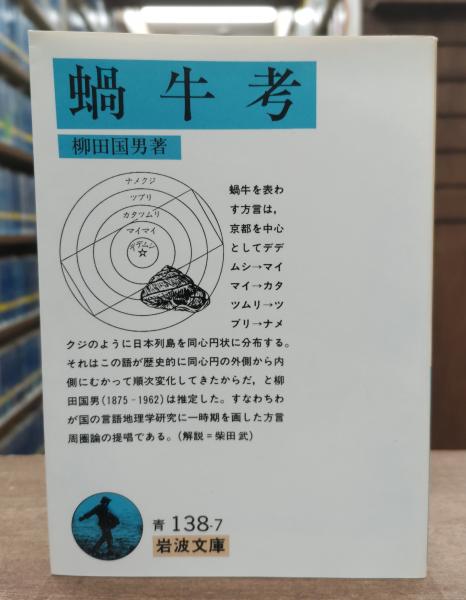 蝸牛考
柳田国男著
ナメクジ
ツブリ
カタツムリ
マイマイ
デデムシ
蝸牛を表わ
す方言は,
京都を中心
としてデデ
ムシ→マイ
マイ→カタ
ツムリ→ツ
ブリ→ナメ
クジのように日本列島を同心円状に分布する。
それはこの語が歴史的に同心円の外側から内
側にむかって順次変化してきたからだ,と柳
田国男(1875-1962)は推定した。すなわちわ
が国の言語地理学研究に一時期を画した方言
周圏論の提唱である。(解説=柴田 武)
青 138-7
岩波文庫